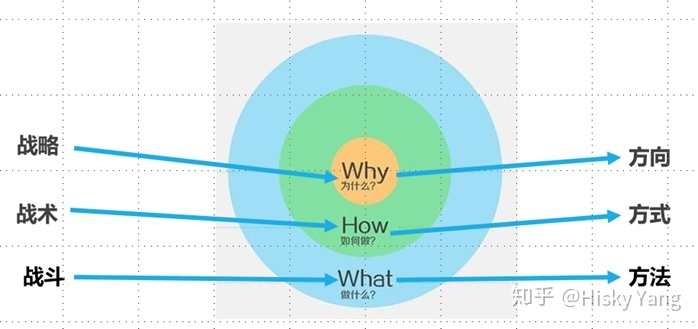 战略
Why
为什么?
方向
战术
How
如何做?
方式
战斗
What
做什么?
方法
知乎 @Hisky Yang